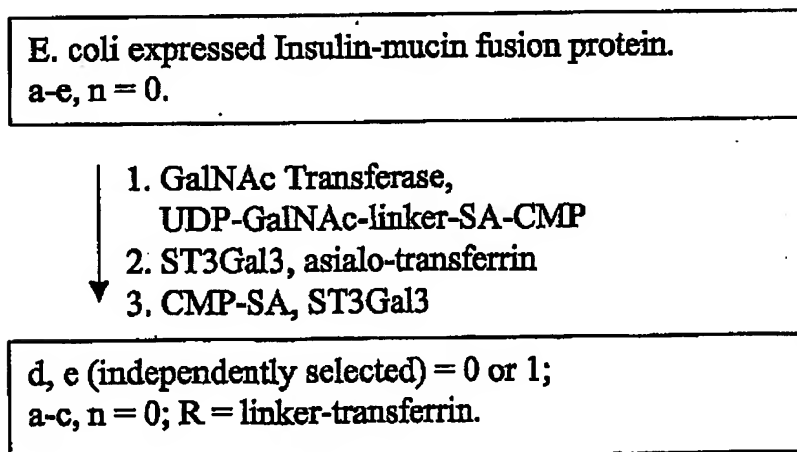 E. coli expressed Insulin-mucin fusion protein.
a-e, n = 0.
1. GalNAc Transferase,
UDP-GalNAc-linker-SA-CMP
2. ST3Gal3, asialo-transferrin
3. CMP-SA, ST3Gal3
d, e (independently selected) = 0 or 1;
a-c, n = 0; R = linker-transferrin.